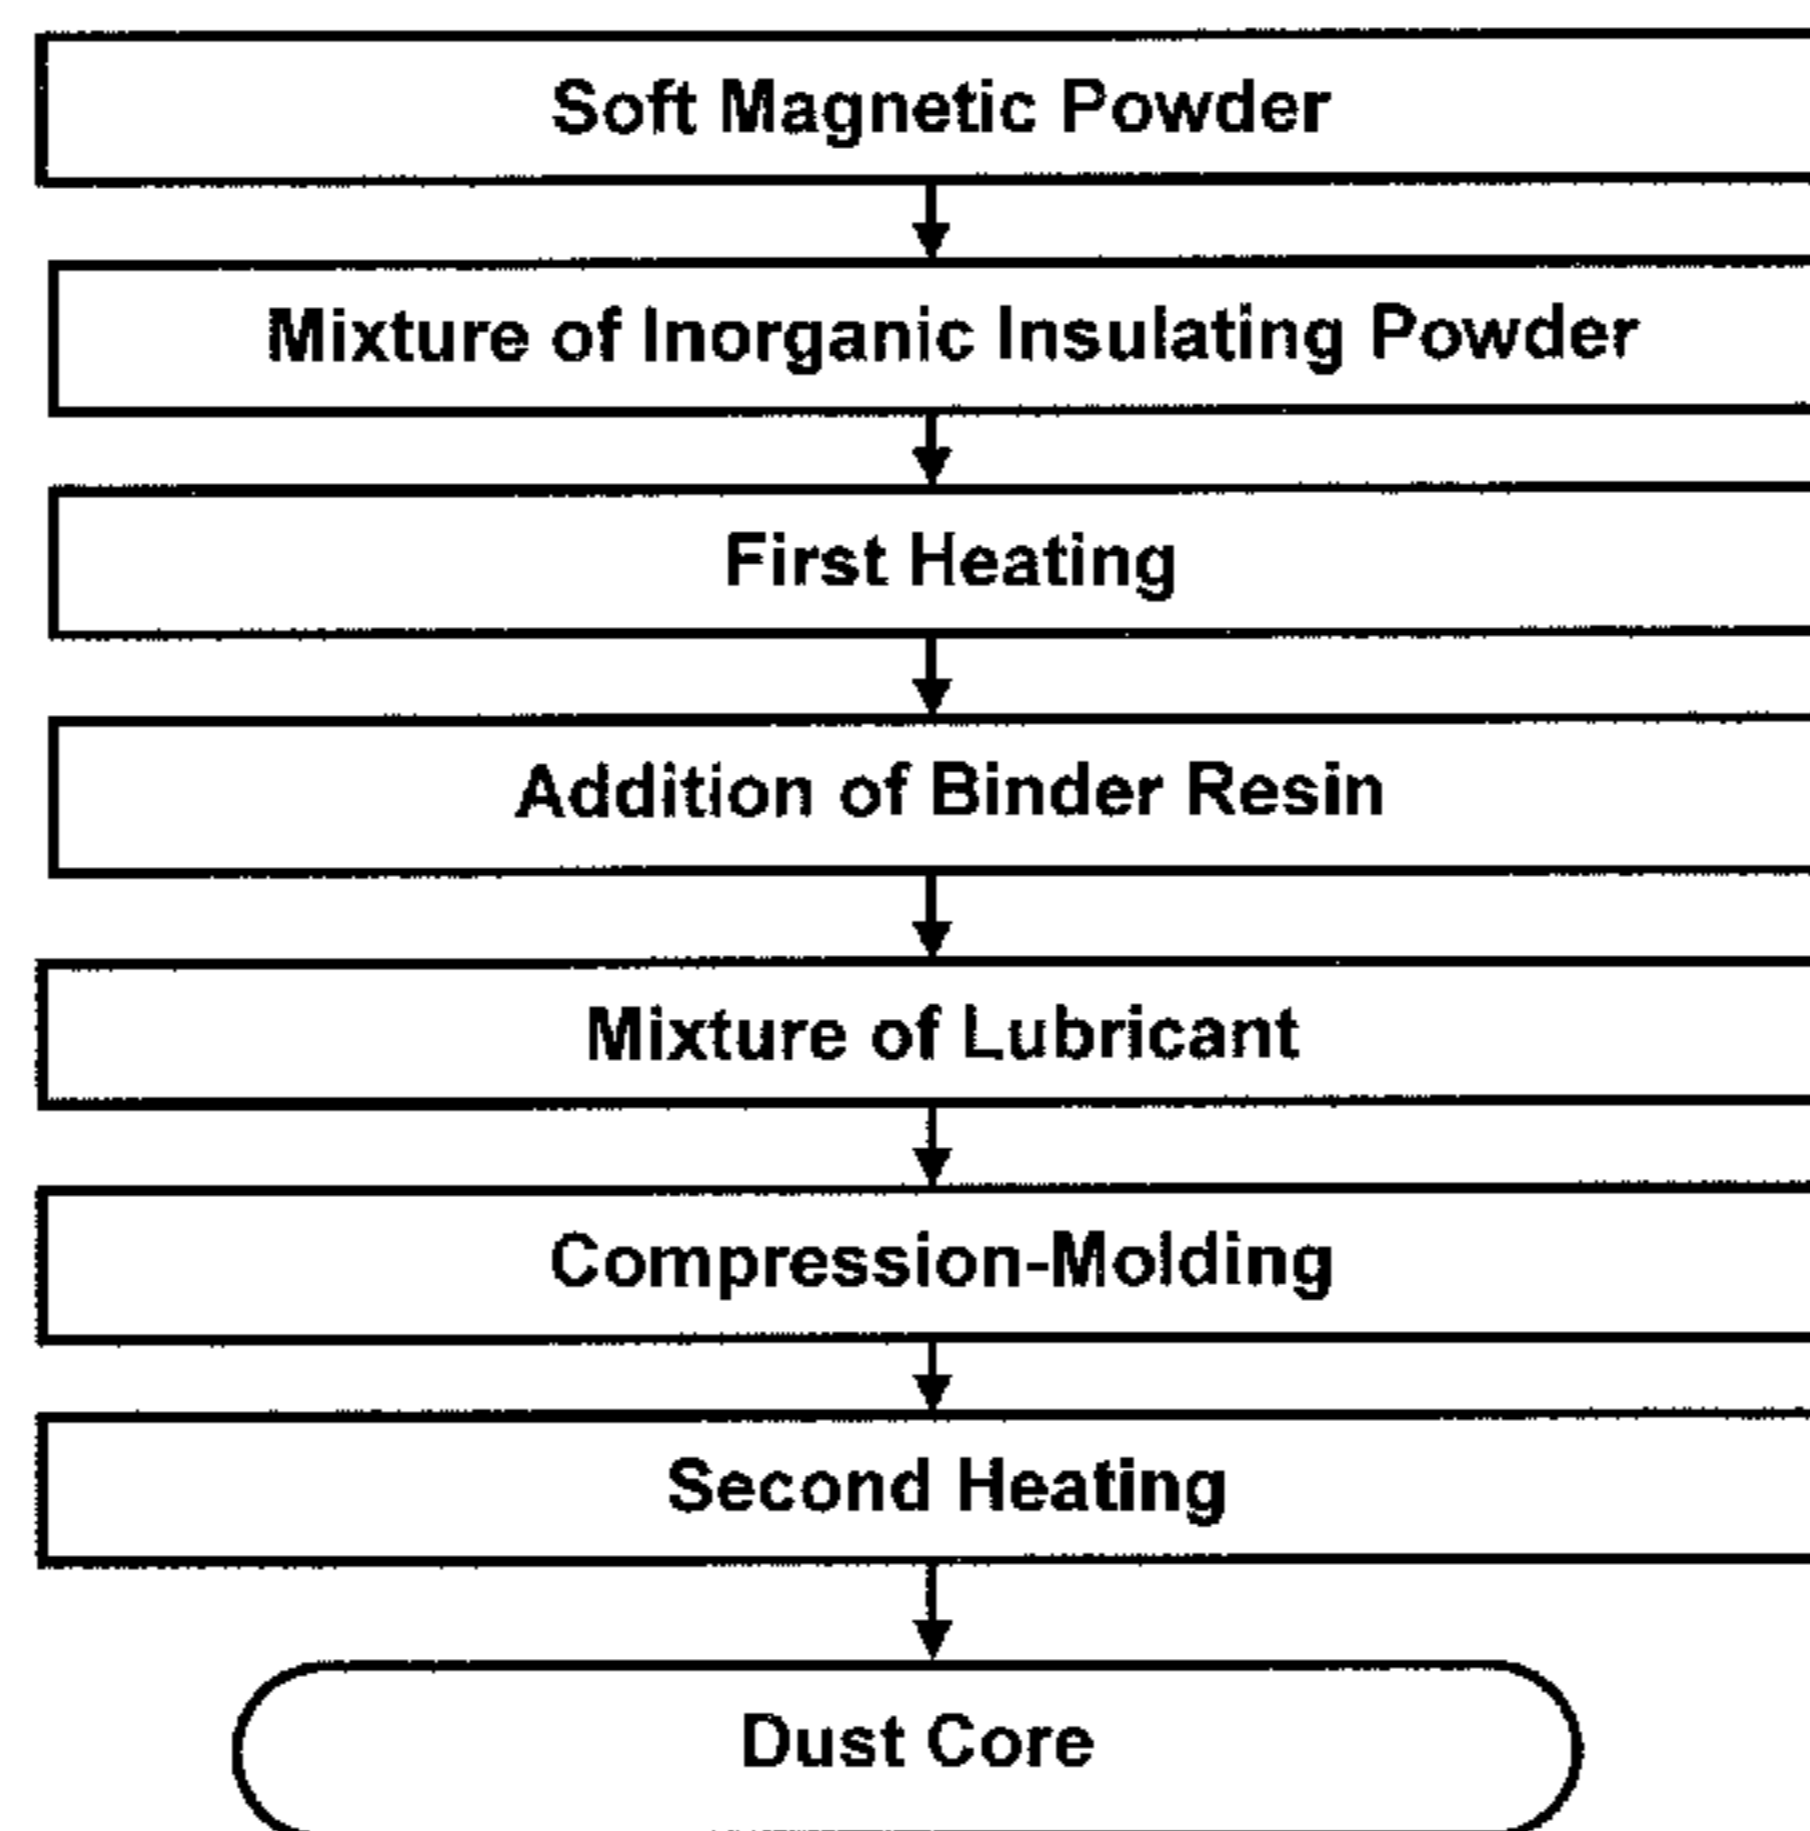 Soft Magnetic Powder
Mixture of Inorganic Insulating Powder
First Heating
Addition of Binder Resin
Mixture of Lubricant
Compression-Molding
Second Heating
Dust Core